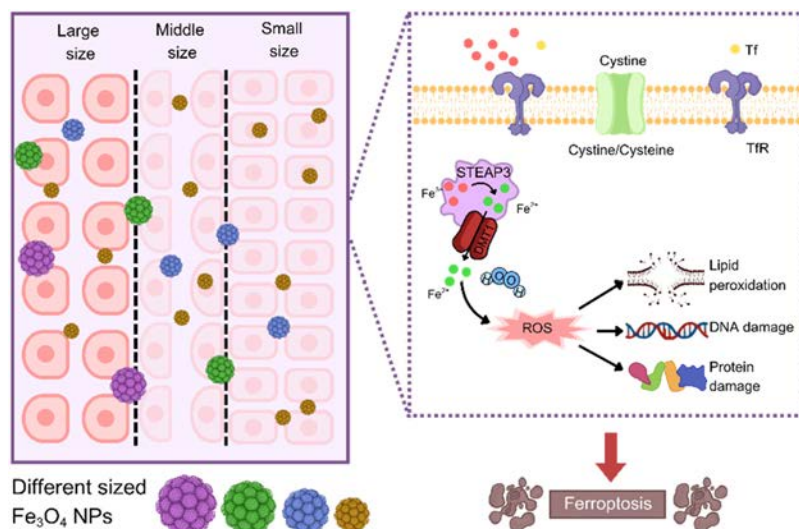 Large
size
Middle
size
Small
size
Cystine
Tf
Cystine/Cysteine
TfR
STEAP3
Fe³⁺
Fe²⁺
DMT1
Fe²⁺
O
O
H
H
ROS
Lipid
peroxidation
DNA damage
Protein
damage
Different sized
Fe₃O₄ NPs
Ferroptosis